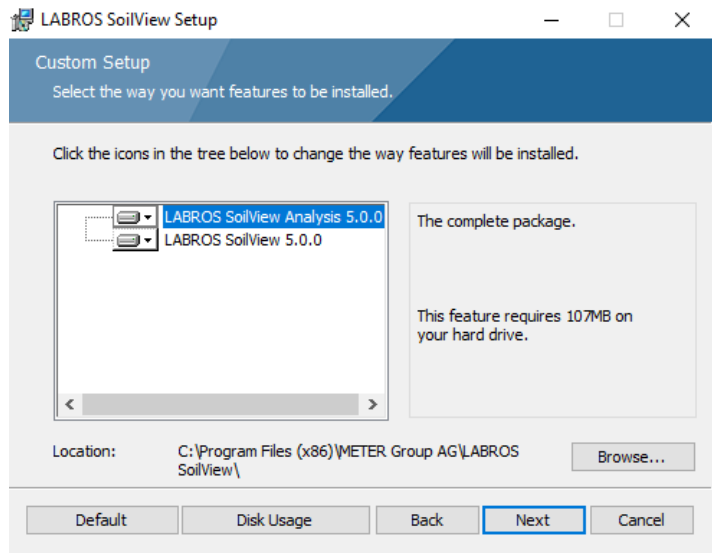 LABROS SoilView Setup
Custom Setup
Select the way you want features to be installed.
Click the icons in the tree below to change the way features will be installed.
LABROS SoilView Analysis 5.0.0
LABROS SoilView 5.0.0
The complete package.
This feature requires 107MB on
your hard drive.
Location:
C:\Program Files (x86)\METER Group AG\LABROS
SoilView\
Browse...
Default
Disk Usage
Back
Next
Cancel